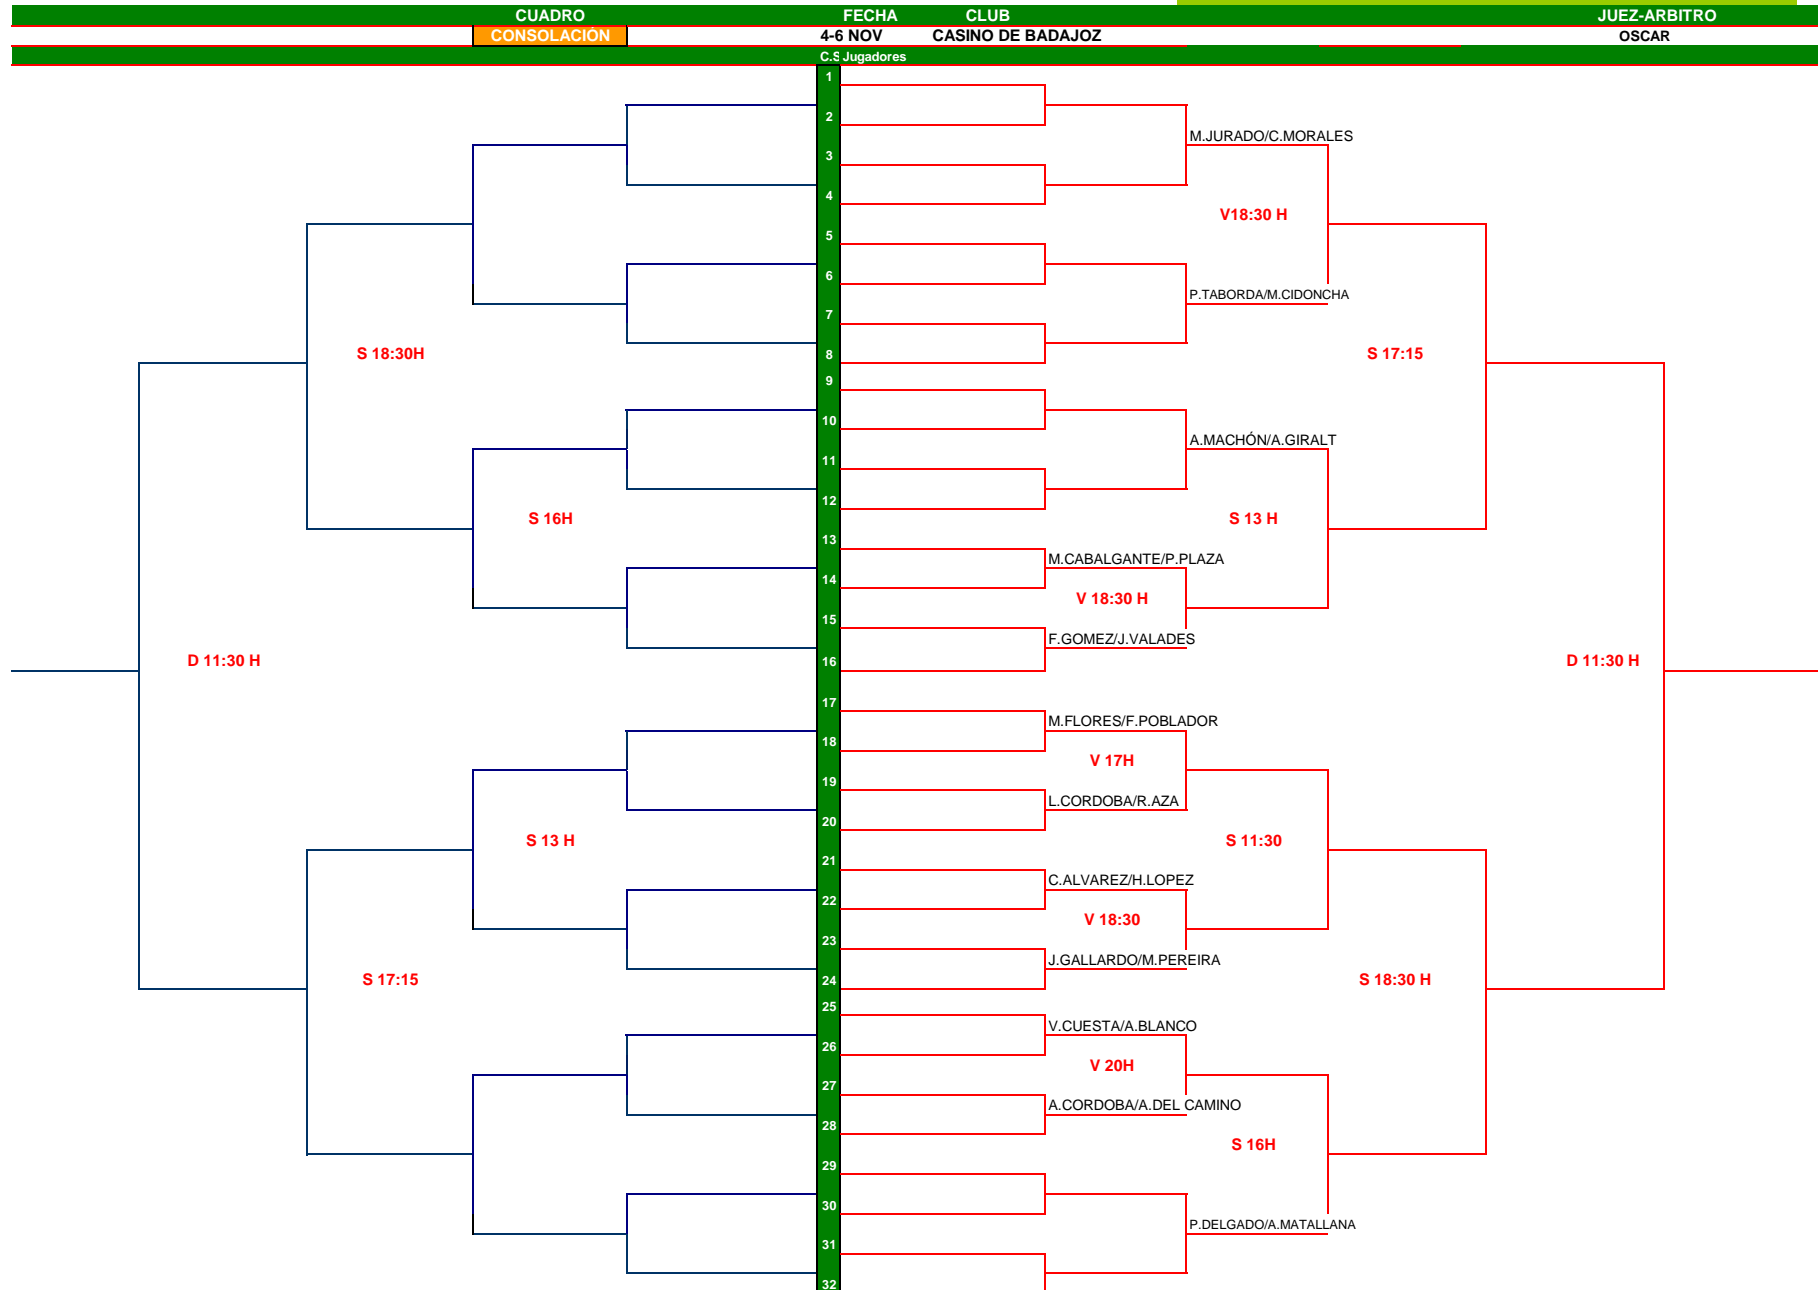 CUADRO FECHA CLUB JUEZ-ARBITRO
CONSOLACIÓN 4-6 NOV CASINO DE BADAJOZ OSCAR
C.S Jugadores
1
2
M.JURADO/C.MORALES
3
4
V18:30 H
5
6
P.TABORDA/M.CIDONCHA
7
S 18:30H 8 S 17:15
9
10
A.MACHÓN/A.GIRALT
11
12
S 16H S 13 H
13
M.CABALGANTE/P.PLAZA
14
V 18:30 H
15
F.GOMEZ/J.VALADES
D 11:30 H 16 D 11:30 H
17
M.FLORES/F.POBLADOR
18
V 17H
19
L.CORDOBA/R.AZA
20
S 13 H S 11:30
21
C.ALVAREZ/H.LOPEZ
22
V 18:30
23
J.GALLARDO/M.PEREIRA
S 17:15 24 S 18:30 H
25
V.CUESTA/A.BLANCO
26
V 20H
27
A.CORDOBA/A.DEL CAMINO
28
S 16H
29
30
P.DELGADO/A.MATALLANA
31
32